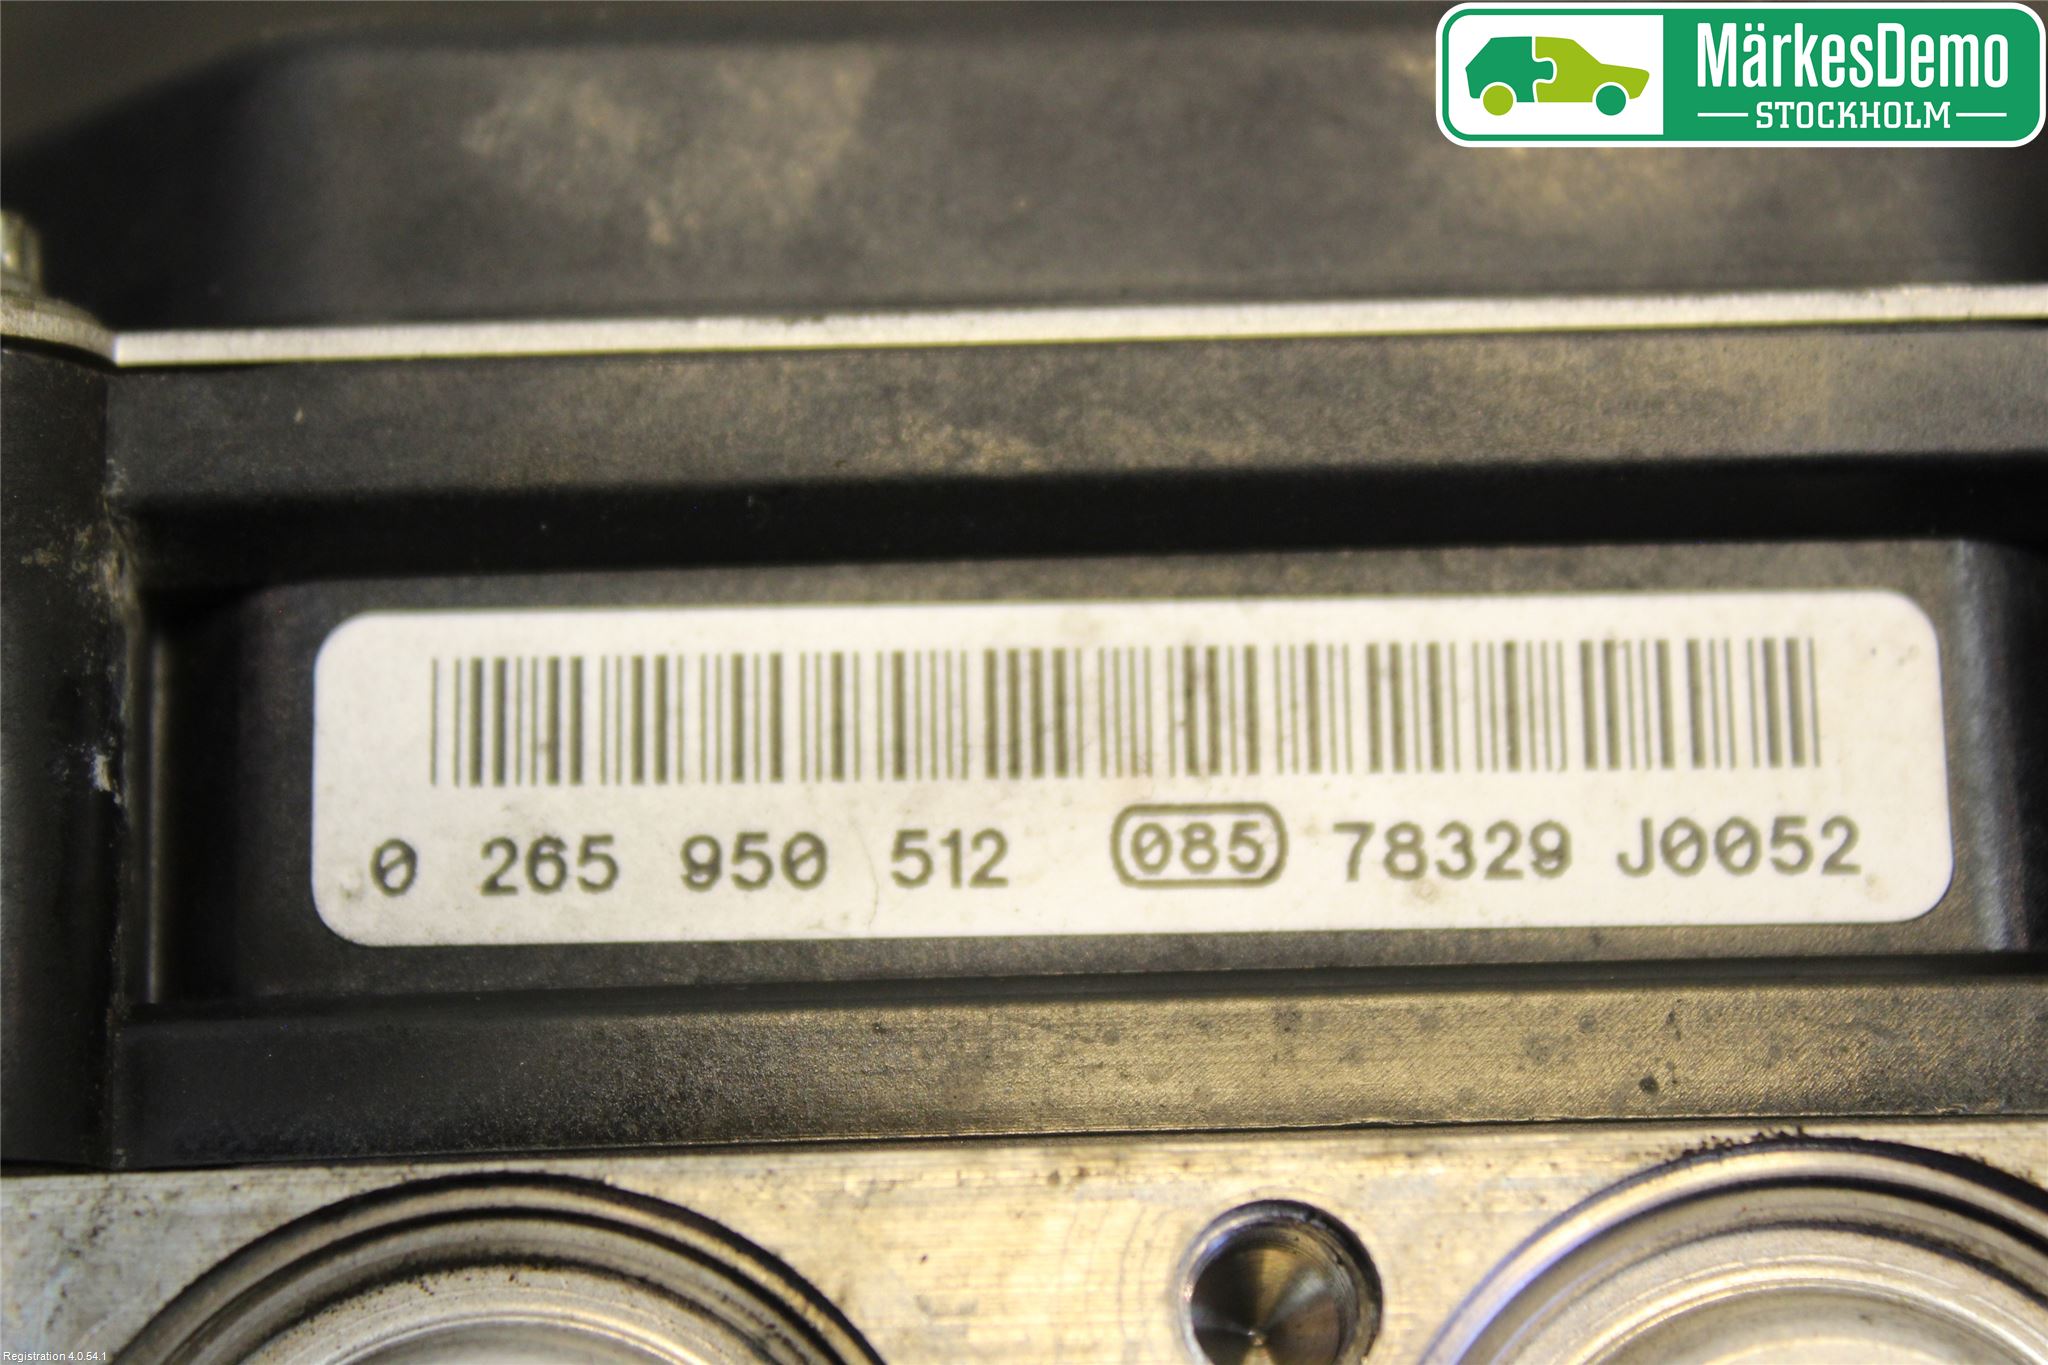 MärkesDemo
STOCKHOLM
0 265 950 512 085 78329 J0052
Registration 4.0.54.1